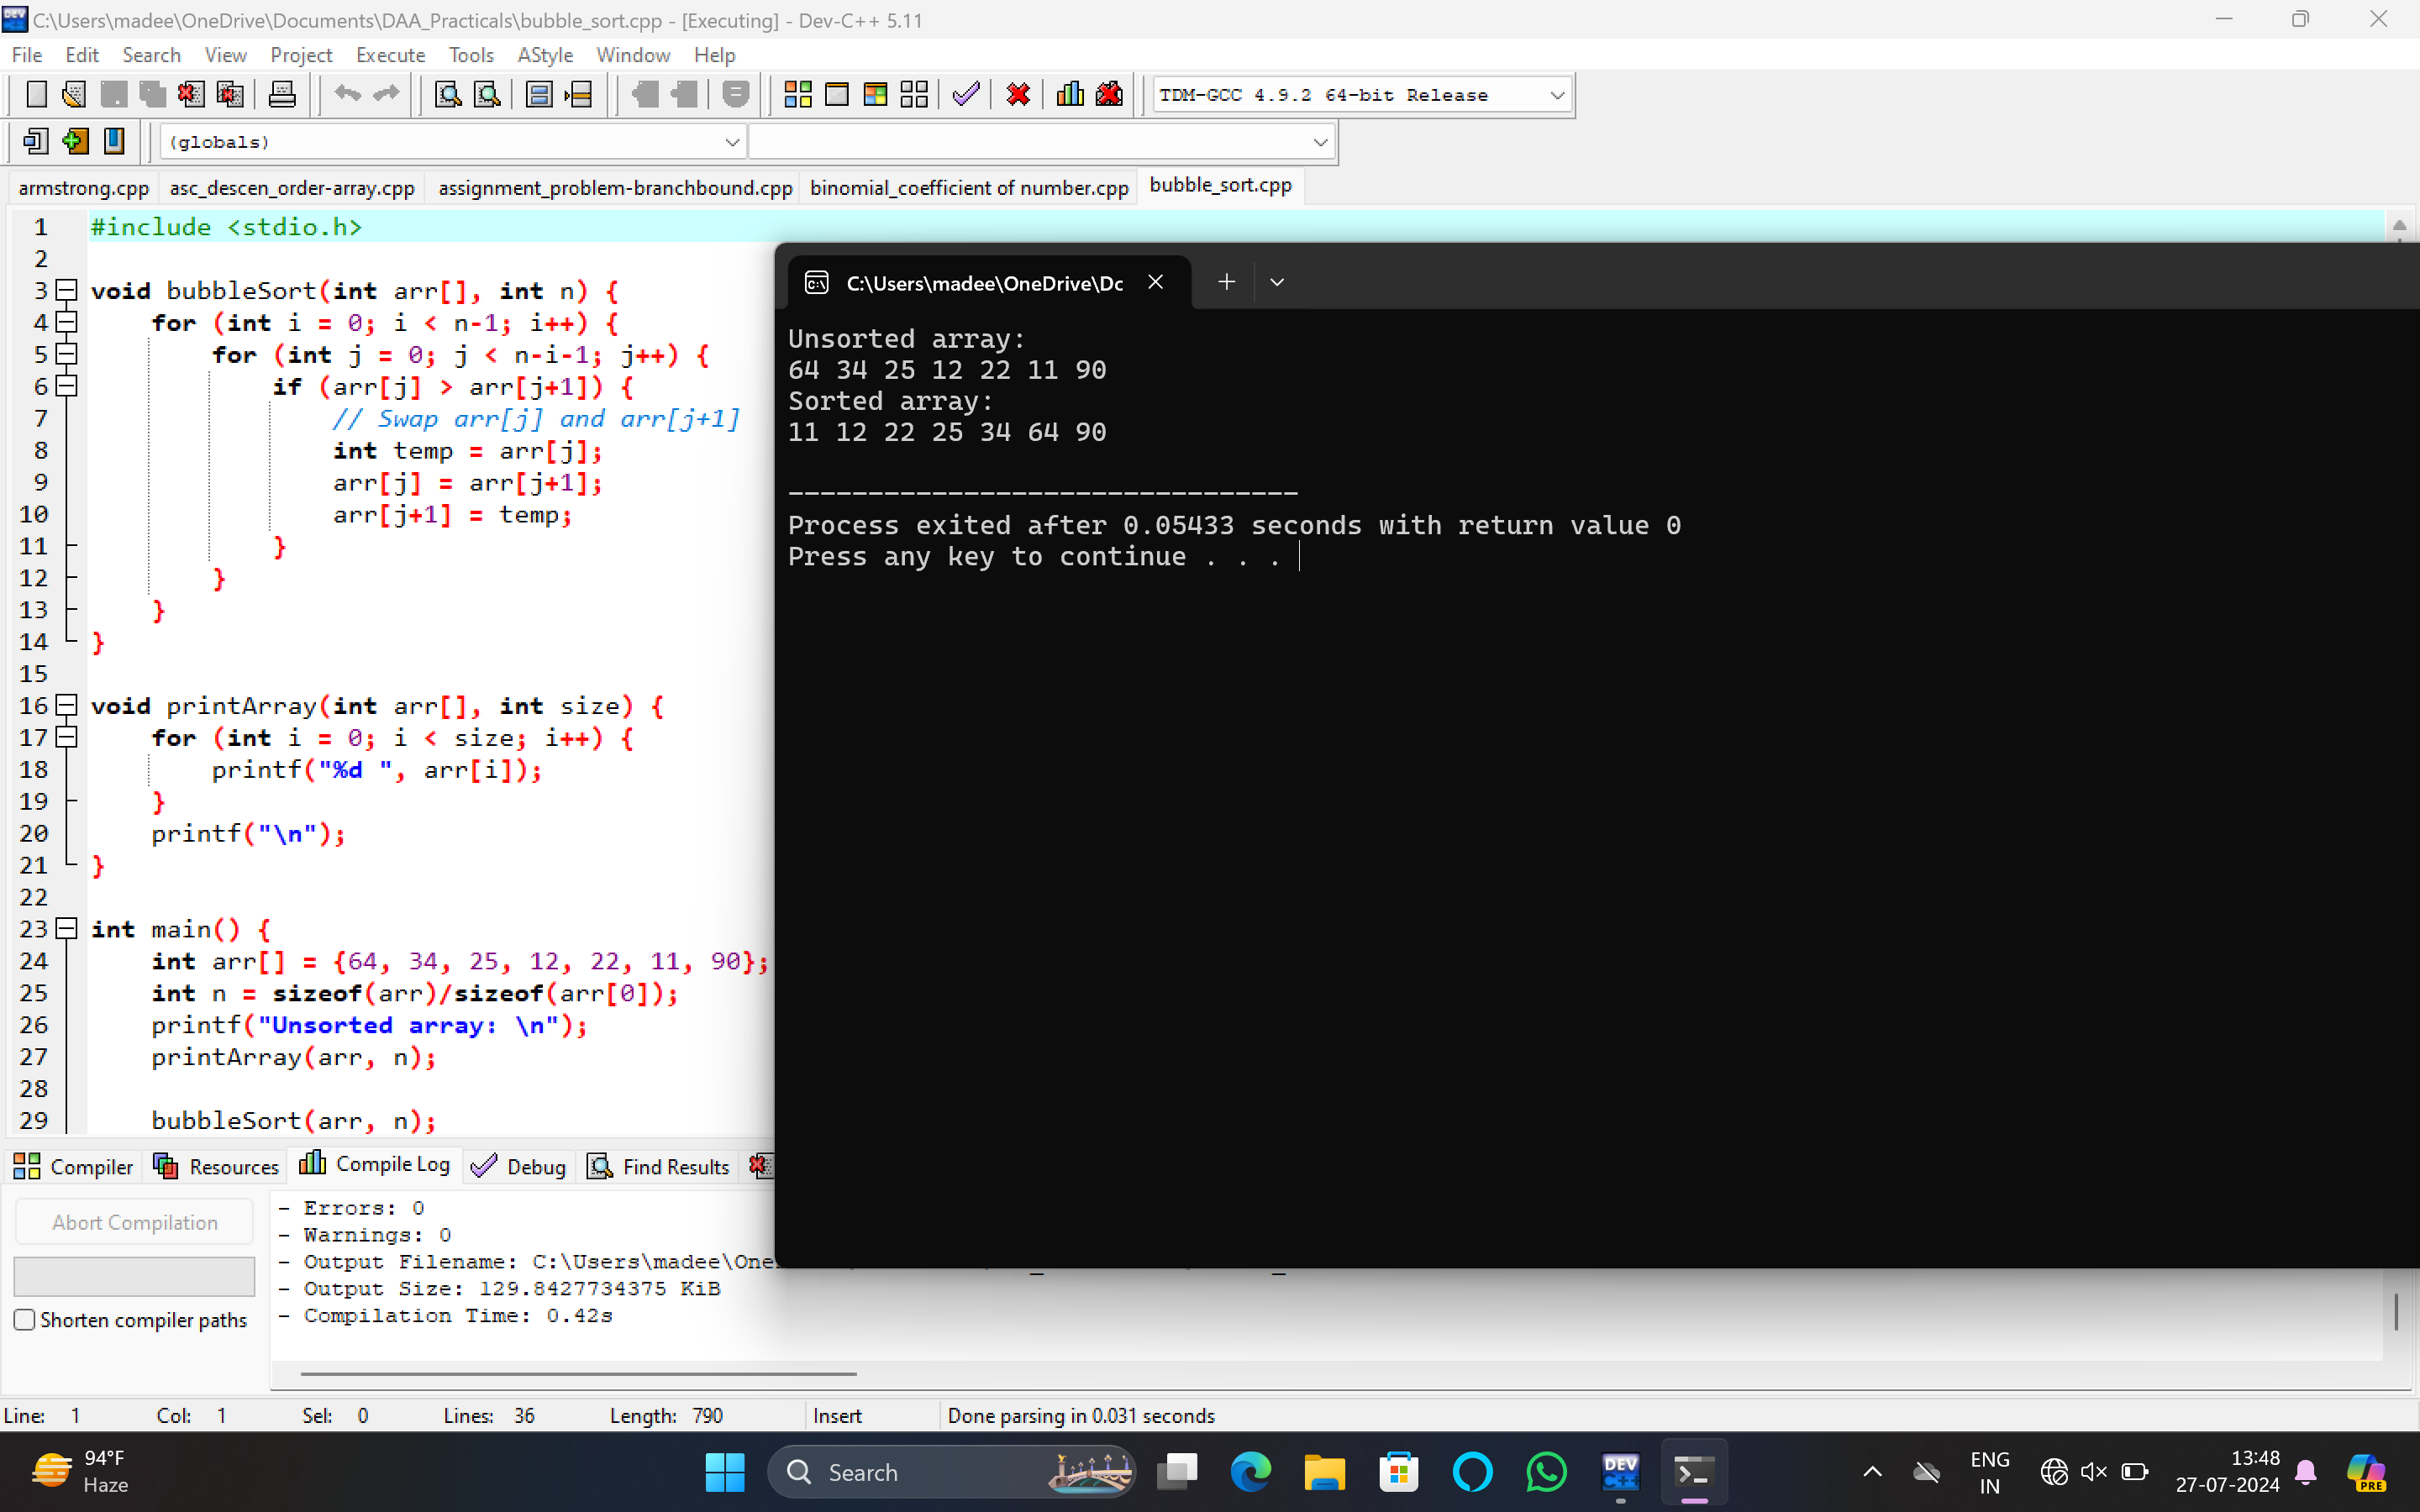 C:\Users\madee\OneDrive\Documents\DAA_Practicals\bubble_sort.cpp - [Executing] - Dev-C++ 5.11
File Edit Search View Project Execute Tools AStyle Window Help
TDM-GCC 4.9.2 64-bit Release
(globals)
armstrong.cpp asc_descen_order-array.cpp assignment_problem-branchbound.cpp binomial_coefficient of number.cpp bubble_sort.cpp
1 #include <stdio.h>
2
3 void bubbleSort(int arr[], int n) {
4 for (int i = 0; i < n-1; i++) {
5 for (int j = 0; j < n-i-1; j++) {
6 if (arr[j] > arr[j+1]) {
7 // Swap arr[j] and arr[j+1]
8 int temp = arr[j];
9 arr[j] = arr[j+1];
10 arr[j+1] = temp;
11 }
12 }
13 }
14 }
15
16 void printArray(int arr[], int size) {
17 for (int i = 0; i < size; i++) {
18 printf("%d ", arr[i]);
19 }
20 printf("\n");
21 }
22
23 int main() {
24 int arr[] = {64, 34, 25, 12, 22, 11, 90};
25 int n = sizeof(arr)/sizeof(arr[0]);
26 printf("Unsorted array: \n");
27 printArray(arr, n);
28
29 bubbleSort(arr, n);
C:\Users\madee\OneDrive\Dc
Unsorted array:
64 34 25 12 22 11 90
Sorted array:
11 12 22 25 34 64 90
--------------------------------
Process exited after 0.05433 seconds with return value 0
Press any key to continue . . .
Compiler Resources Compile Log Debug Find Results
Abort Compilation
Shorten compiler paths
- Errors: 0
- Warnings: 0
- Output Filename: C:\Users\madee\One
- Output Size: 129.8427734375 KiB
- Compilation Time: 0.42s
Line: 1 Col: 1 Sel: 0 Lines: 36 Length: 790 Insert Done parsing in 0.031 seconds
94°F
Haze
Search
DEV
C++
ENG
IN
13:48
27-07-2024
PRE